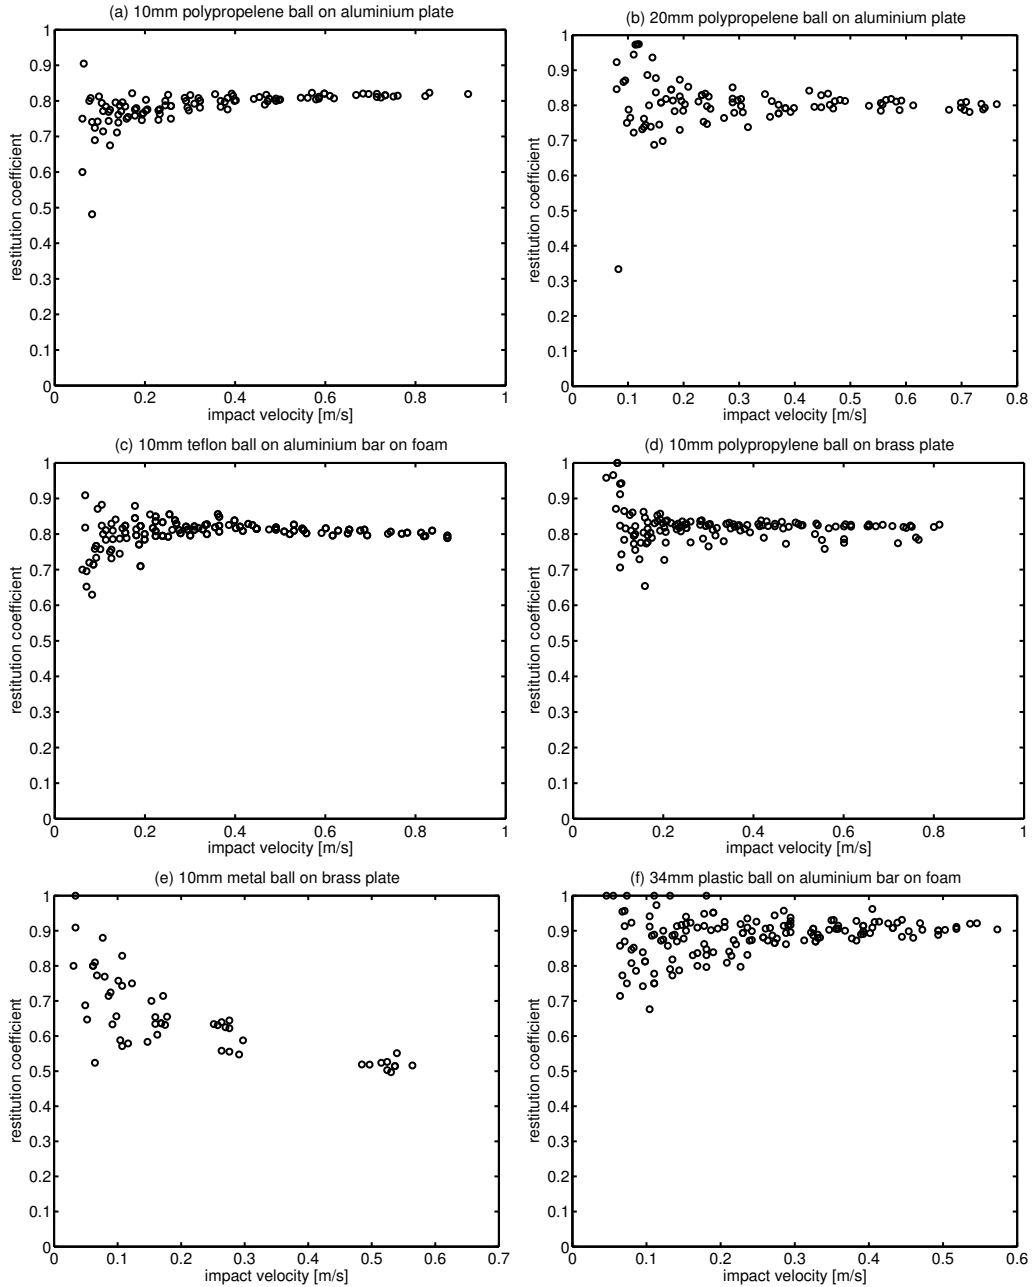 (a) 10mm polypropelene ball on aluminium plate
1
0.9
0.8
0.7
0.6
0.5
0.4
0.3
0.2
0.1
0
restitution coefficient
0 0.2 0.4 0.6 0.8 1
impact velocity [m/s]
(b) 20mm polypropelene ball on aluminium plate
1
0.9
0.8
0.7
0.6
0.5
0.4
0.3
0.2
0.1
0
restitution coefficient
0 0.1 0.2 0.3 0.4 0.5 0.6 0.7 0.8
impact velocity [m/s]
(c) 10mm teflon ball on aluminium bar on foam
1
0.9
0.8
0.7
0.6
0.5
0.4
0.3
0.2
0.1
0
restitution coefficient
0 0.2 0.4 0.6 0.8 1
impact velocity [m/s]
(d) 10mm polypropylene ball on brass plate
1
0.9
0.8
0.7
0.6
0.5
0.4
0.3
0.2
0.1
0
restitution coefficient
0 0.2 0.4 0.6 0.8 1
impact velocity [m/s]
(e) 10mm metal ball on brass plate
1
0.9
0.8
0.7
0.6
0.5
0.4
0.3
0.2
0.1
0
restitution coefficient
0 0.1 0.2 0.3 0.4 0.5 0.6 0.7
impact velocity [m/s]
(f) 34mm plastic ball on aluminium bar on foam
1
0.9
0.8
0.7
0.6
0.5
0.4
0.3
0.2
0.1
0
restitution coefficient
0 0.1 0.2 0.3 0.4 0.5 0.6
impact velocity [m/s]